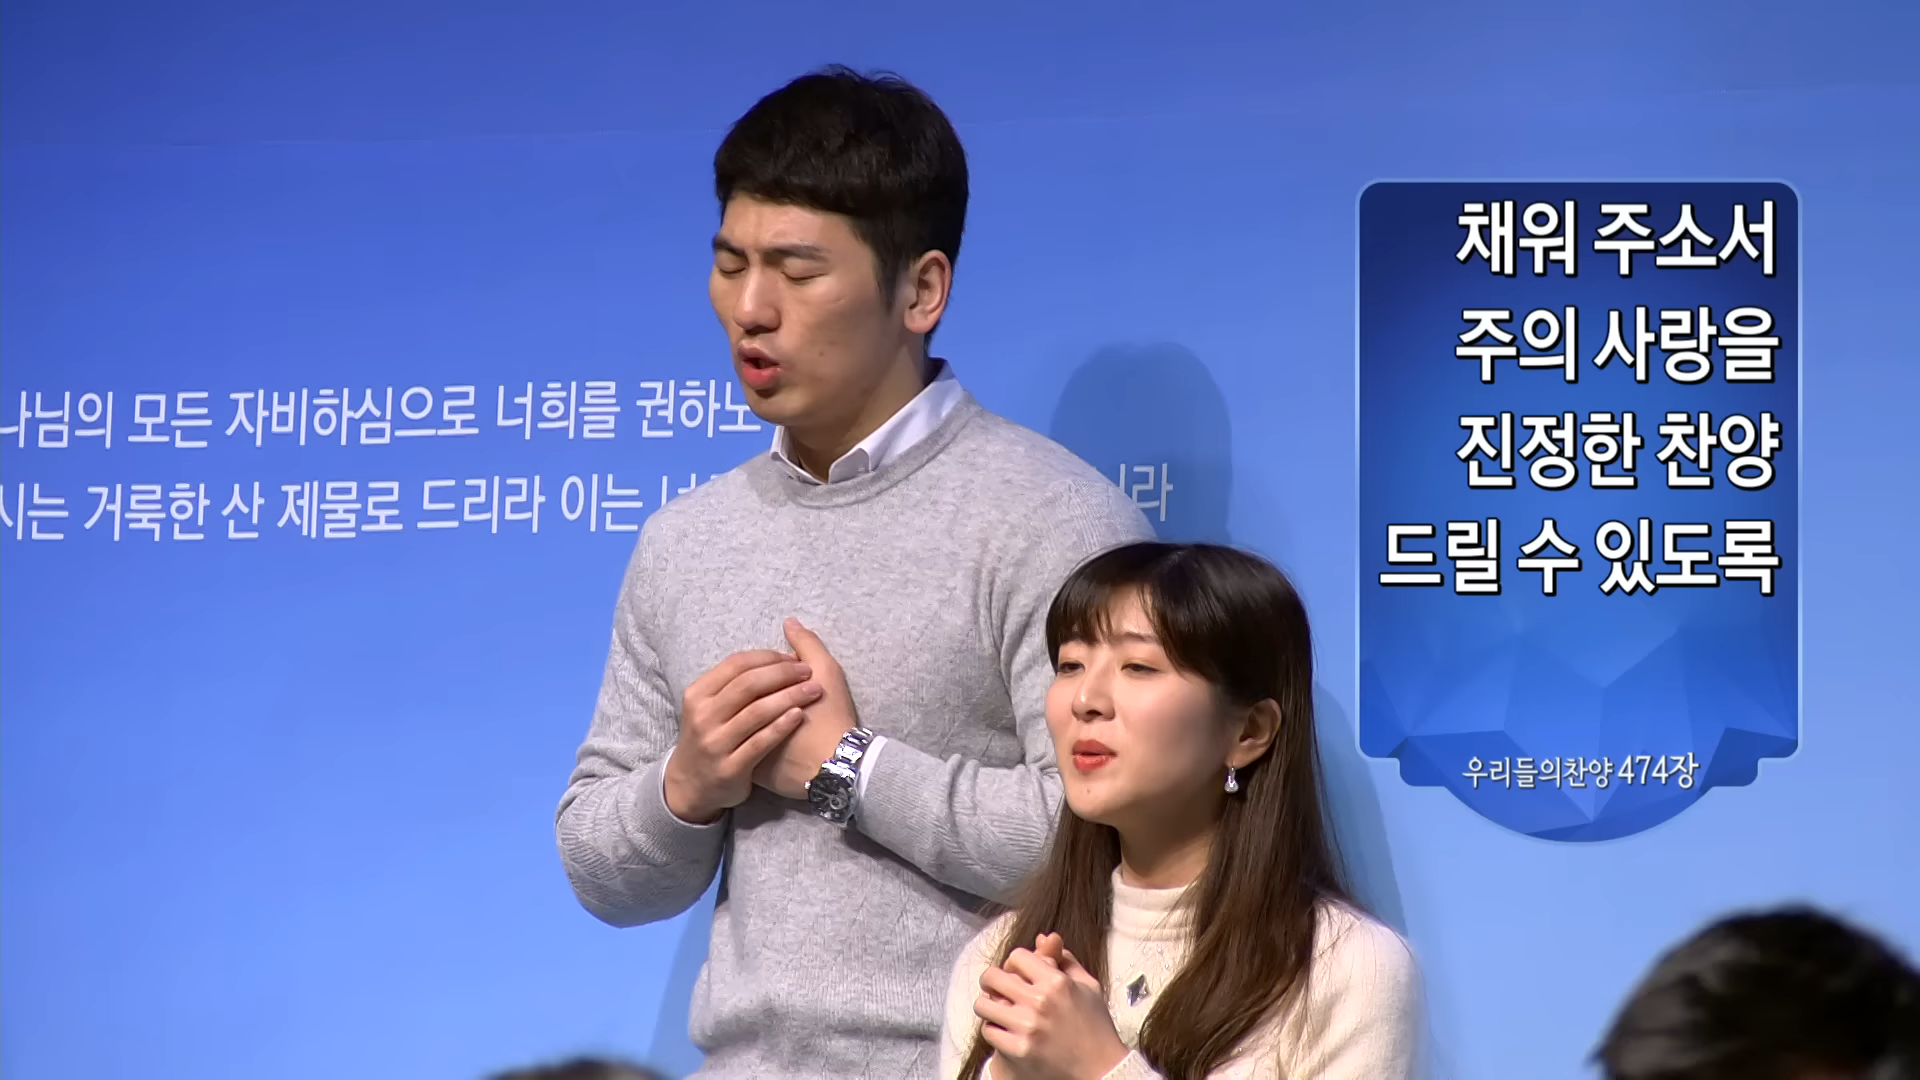 나님의 모든 자비하심으로 너희를 권하노
시는 거룩한 산 제물로 드리라 이는
니라
채워 주소서
주의 사랑을
진정한 찬양
드릴 수 있도록
우리들의찬양 474장